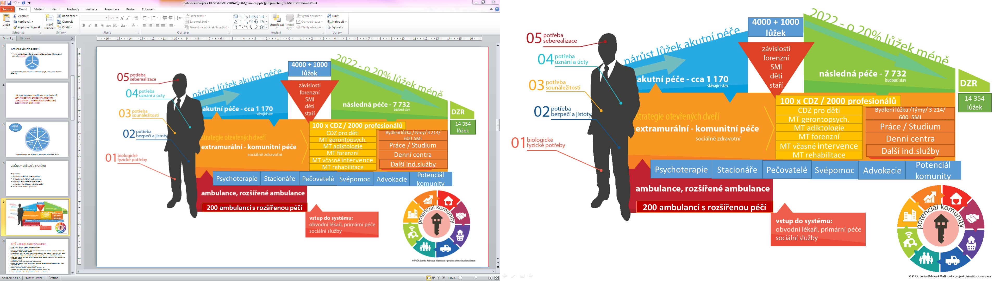 Systém směřující k DUŠEVNÍMU ZDRAVÍ_LKM_Danilea.pptx [jen pro čtení] - Microsoft PowerPoint
Soubor
Domů
Vložení
Návrh
Přechody
Animace
Prezentace
Revize
Zobrazení
Vložit
Vyjmout
Kopírovat
Kopírovat formát
Schránka
Nový
snímek
Rozložení
Obnovit
Oddíl
Snímky
Písmo
Směr textu
Zarovnat text
Převést na obrázek SmartArt
Odstavec
Uspořádat
Rychlé
styly
Výplň obrazce
Obrys obrazce
Efekty obrazců
Kreslení
Najít
Nahradit
Vybrat
Úpravy
Snímky
Osnova
3
Kritéria duševního zdraví
4
5
6
ZMĚNA V MYŠLENÍ V SYSTÉMU
7
8
SÍTĚ v oblasti duševního zdraví
05 potřeba
seberealizace
04 potřeba
uznání a úcty
03 potřeba
sounáležitosti
02 potřeba
bezpečí a jistoty
01 biologické
fyzické potřeby
nárůst lůžek akutní péče
akutní péče - cca 1 170
stávající stav
4000 + 1000
lůžek
závislosti
forenzní
SMI
děti
staří
2022 - o 20% lůžek méně
následná péče - 7 732
budoucí stav
DZR
14 354
lůžek
strategie otevřených dveří
extramurální - komunitní péče
sociálně zdravotní
100 x CDZ / 2000 profesionálů
CDZ pro děti
MT gerontopsych.
MT adiktologie
MT forenzní
MT včasné intervence
MT rehabilitace
Bydlení lůžka /Týmy/ 3 214/
600 SMI
Práce / Studium
Denní centra
Další ind.služby
Psychoterapie
Stacionáře
Pečovatelé
Svépomoc
Advokacie
Potenciál
komunity
ambulance, rozšířené ambulance
200 ambulancí s rozšířenou péčí
vstup do systému:
obvodní lékaři, primární péče
sociální služby
potenciál komunity
© PhDr. Lenka Krbcová Mašínová - projekt deinstitucionalizace
Snímek 7 z 17
"Motiv Office"
Čeština
116 %
05 potřeba
seberealizace
04 potřeba
uznání a úcty
03 potřeba
sounáležitosti
02 potřeba
bezpečí a jistoty
01 biologické
fyzické potřeby
nárůst lůžek akutní péče
akutní péče - cca 1 170
stávající stav
4000 + 1000
lůžek
závislosti
forenzní
SMI
děti
staří
2022 - o 20% lůžek méně
následná péče - 7 732
budoucí stav
DZR
14 354
lůžek
strategie otevřených dveří
extramurální - komunitní péče
sociálně zdravotní
100 x CDZ / 2000 profesionálů
CDZ pro děti
MT gerontopsych.
MT adiktologie
MT forenzní
MT včasné intervence
MT rehabilitace
Bydlení lůžka /Týmy/ 3 214/
600 SMI
Práce / Studium
Denní centra
Další ind.služby
Psychoterapie
Stacionáře
Pečovatelé
Svépomoc
Advokacie
Potenciál
komunity
ambulance, rozšířené ambulance
200 ambulancí s rozšířenou péčí
vstup do systému:
obvodní lékaři, primární péče
sociální služby
potenciál komunity
© PhDr. Lenka Krbcová Mašínová - projekt deinstitucionalizace